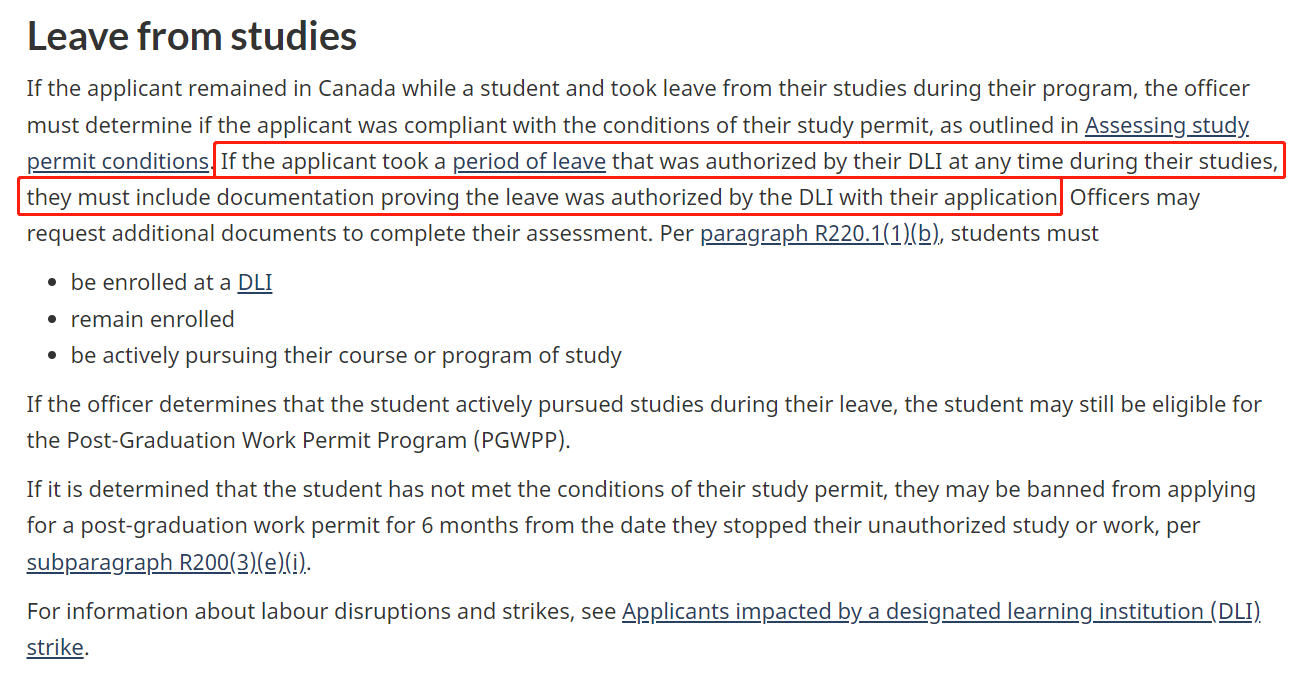 Leave from studies
If the applicant remained in Canada while a student and took leave from their studies during their program, the officer
must determine if the applicant was compliant with the conditions of their study permit, as outlined in Assessing study
permit conditions. If the applicant took a period of leave that was authorized by their DLI at any time during their studies,
they must include documentation proving the leave was authorized by the DLI with their application Officers may
request additional documents to complete their assessment. Per paragraph R220.1(1)(b), students must
• be enrolled at a DLI
• remain enrolled
• be actively pursuing their course or program of study
If the officer determines that the student actively pursued studies during their leave, the student may still be eligible for
the Post-Graduation Work Permit Program (PGWPP).
If it is determined that the student has not met the conditions of their study permit, they may be banned from applying
for a post-graduation work permit for 6 months from the date they stopped their unauthorized study or work, per
subparagraph R200(3)(e)(i).
For information about labour disruptions and strikes, see Applicants impacted by a designated learning institution (DLI)
strike.